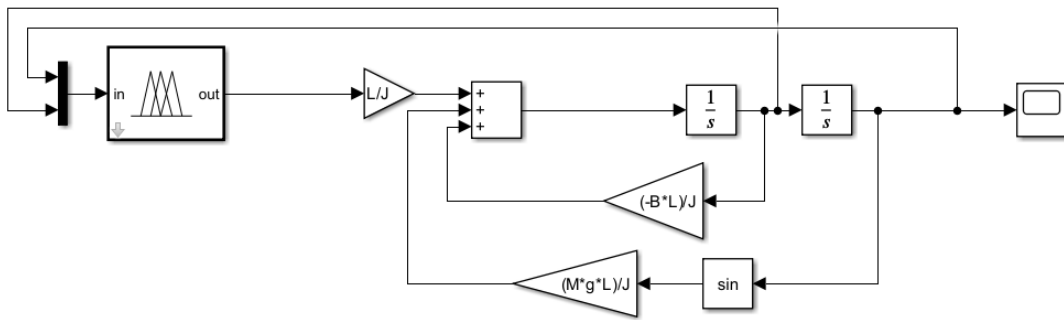 in
out
L/J
+
+
+
1
s
1
s
(-B*L)/J
(M*g*L)/J
sin